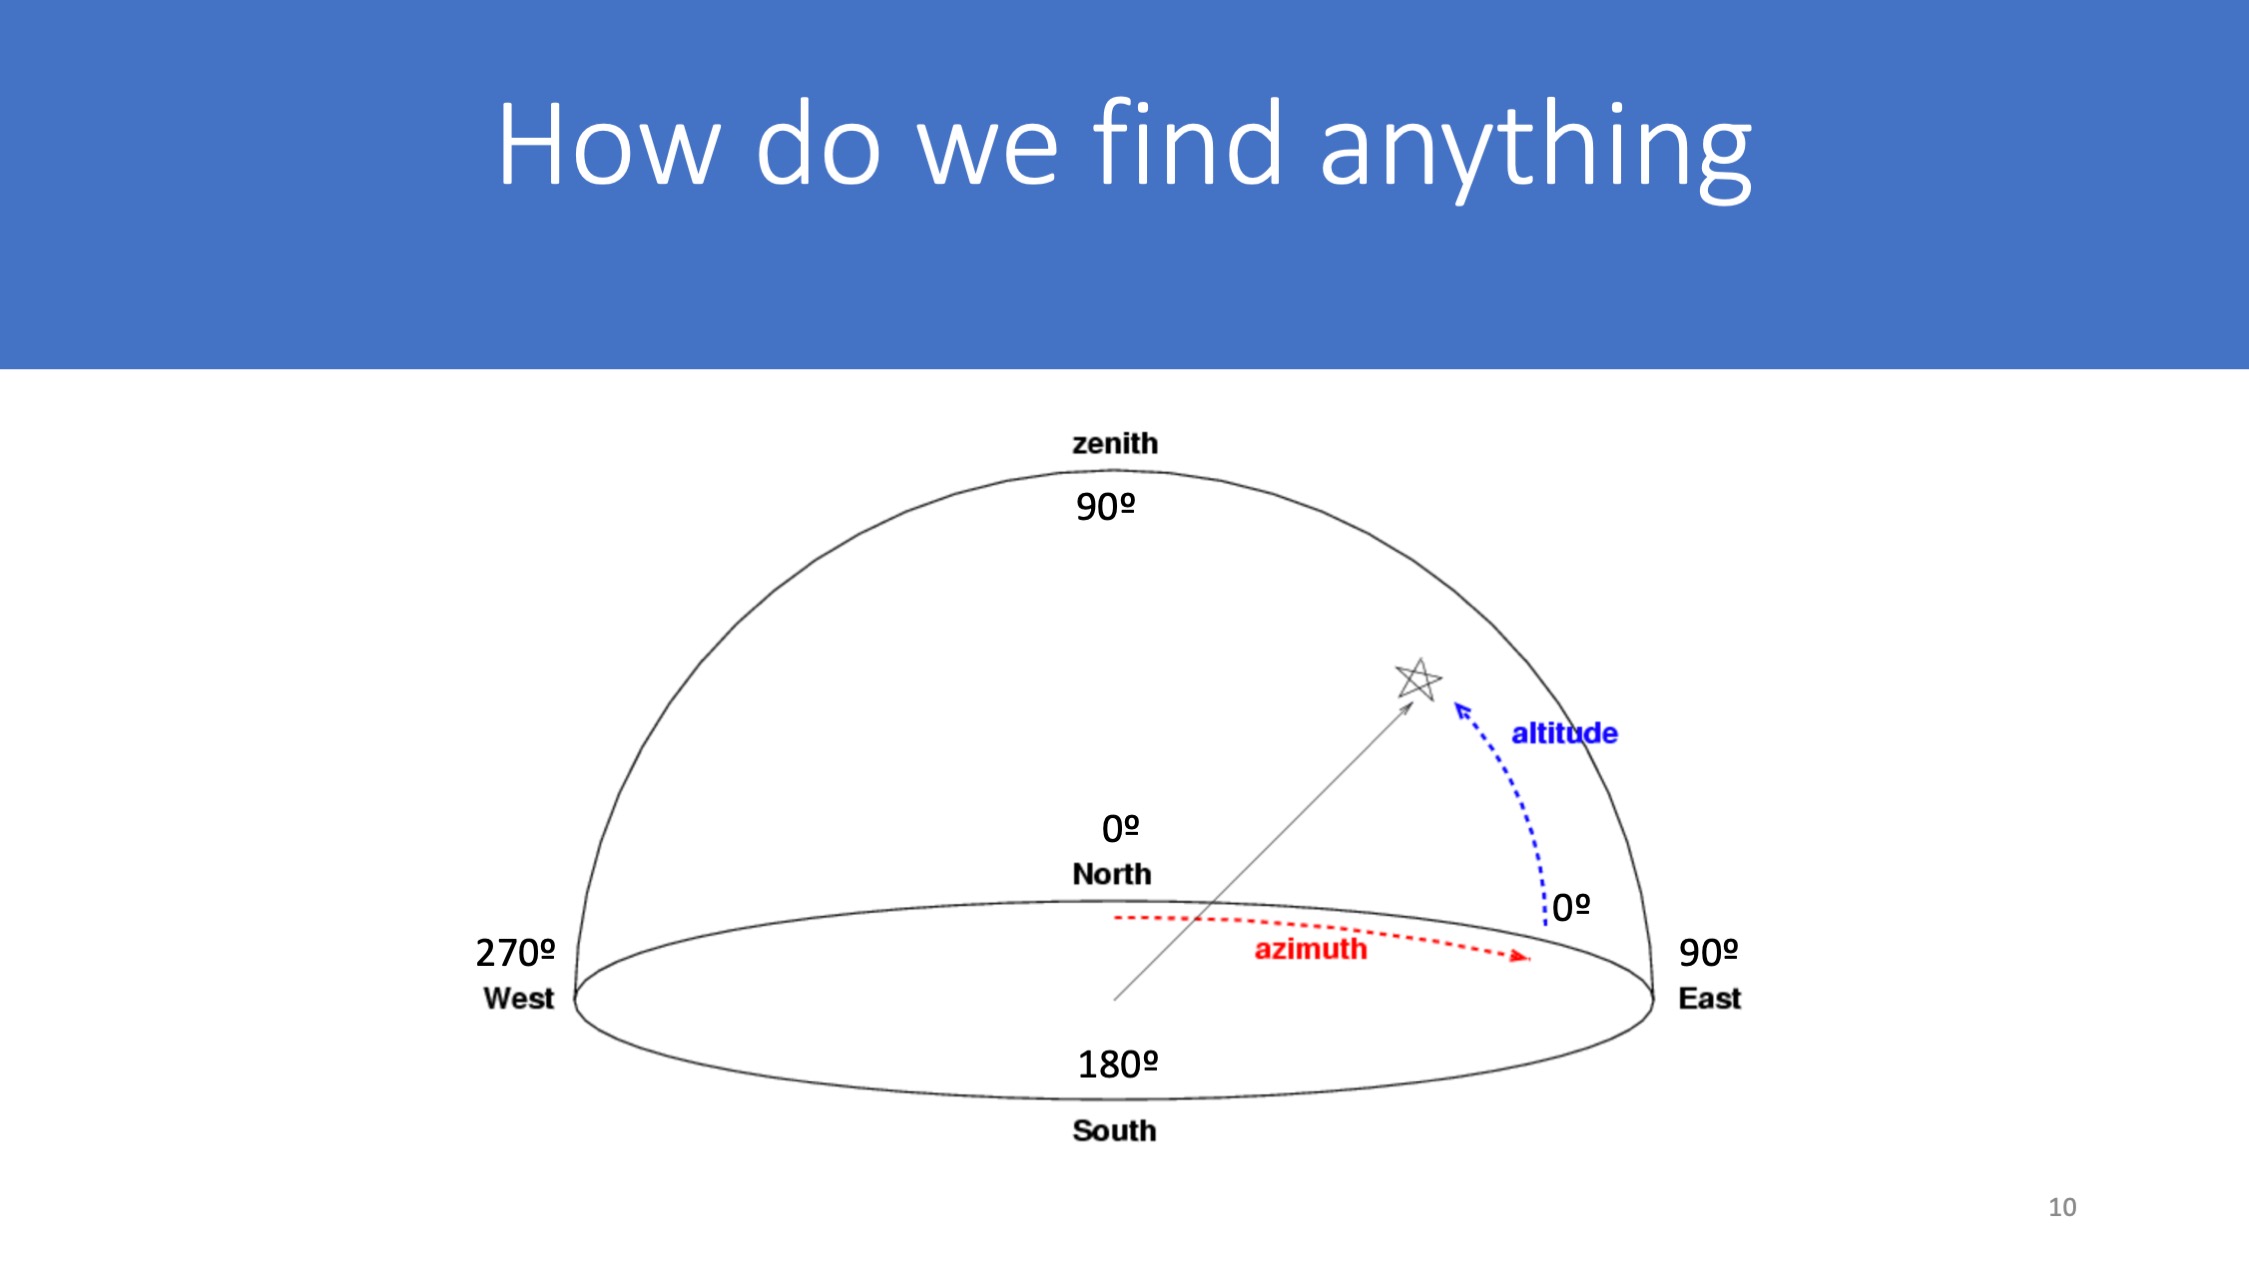 How do we find anything
zenith
90º
altitude
0º
North
0º
270º
azimuth
90º
West
East
180º
South
10